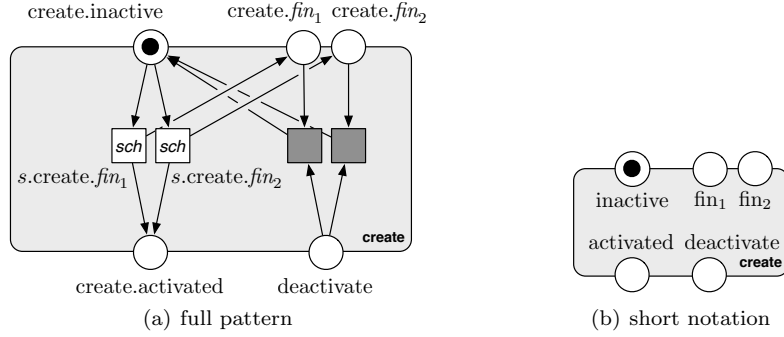 create.inactive create.fin₁ create.fin₂
sch sch
s.create.fin₁ s.create.fin₂
create
create.activated deactivate
(a) full pattern
inactive fin₁ fin₂
activated deactivate
create
(b) short notation